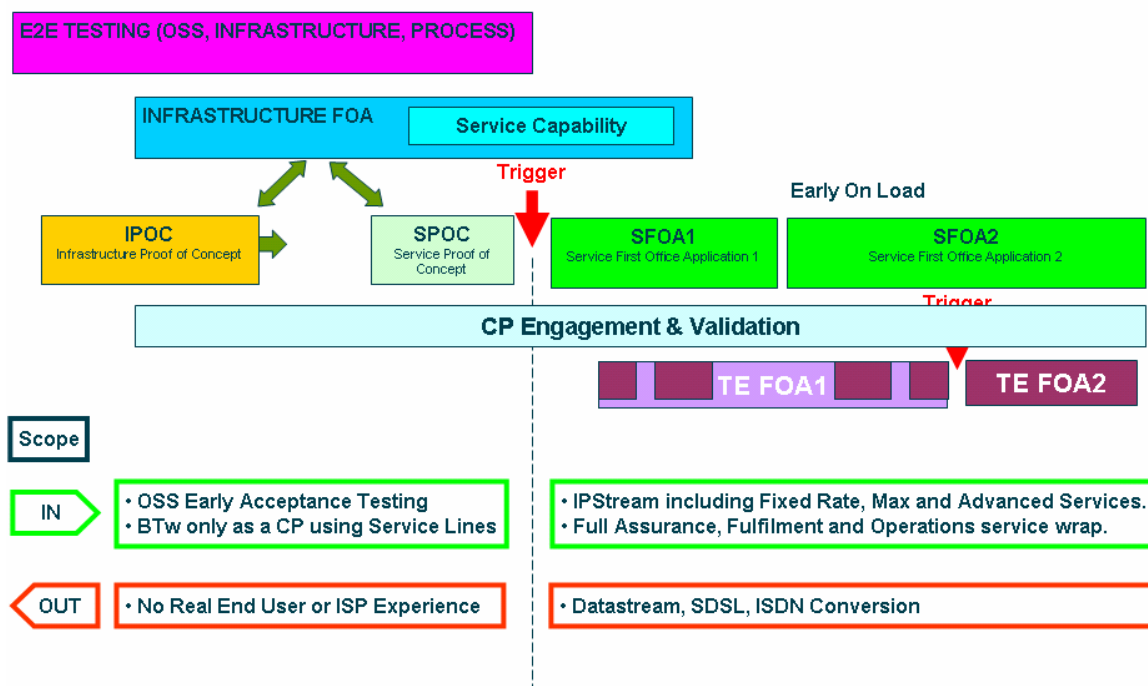 E2E TESTING (OSS, INFRASTRUCTURE, PROCESS)
INFRASTRUCTURE FOA
Service Capability
Trigger
Early On Load
IPOC
Infrastructure Proof of Concept
SPOC
Service Proof of
Concept
SFOA1
Service First Office Application 1
SFOA2
Service First Office Application 2
Trigger
CP Engagement & Validation
TE FOA1
TE FOA2
Scope
IN
• OSS Early Acceptance Testing
• BTw only as a CP using Service Lines
• IPStream including Fixed Rate, Max and Advanced Services.
• Full Assurance, Fulfilment and Operations service wrap.
OUT
• No Real End User or ISP Experience
• Datastream, SDSL, ISDN Conversion